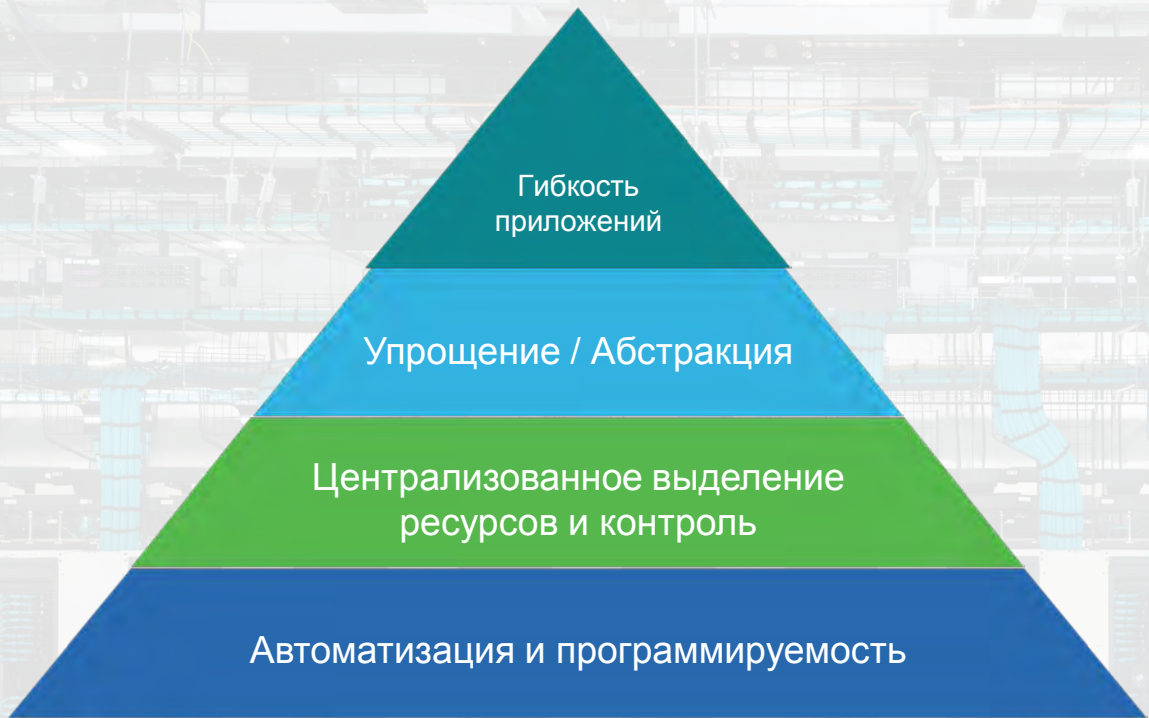 Гибкость
приложений
Упрощение / Абстракция
Централизованное выделение
ресурсов и контроль
Автоматизация и программируемость